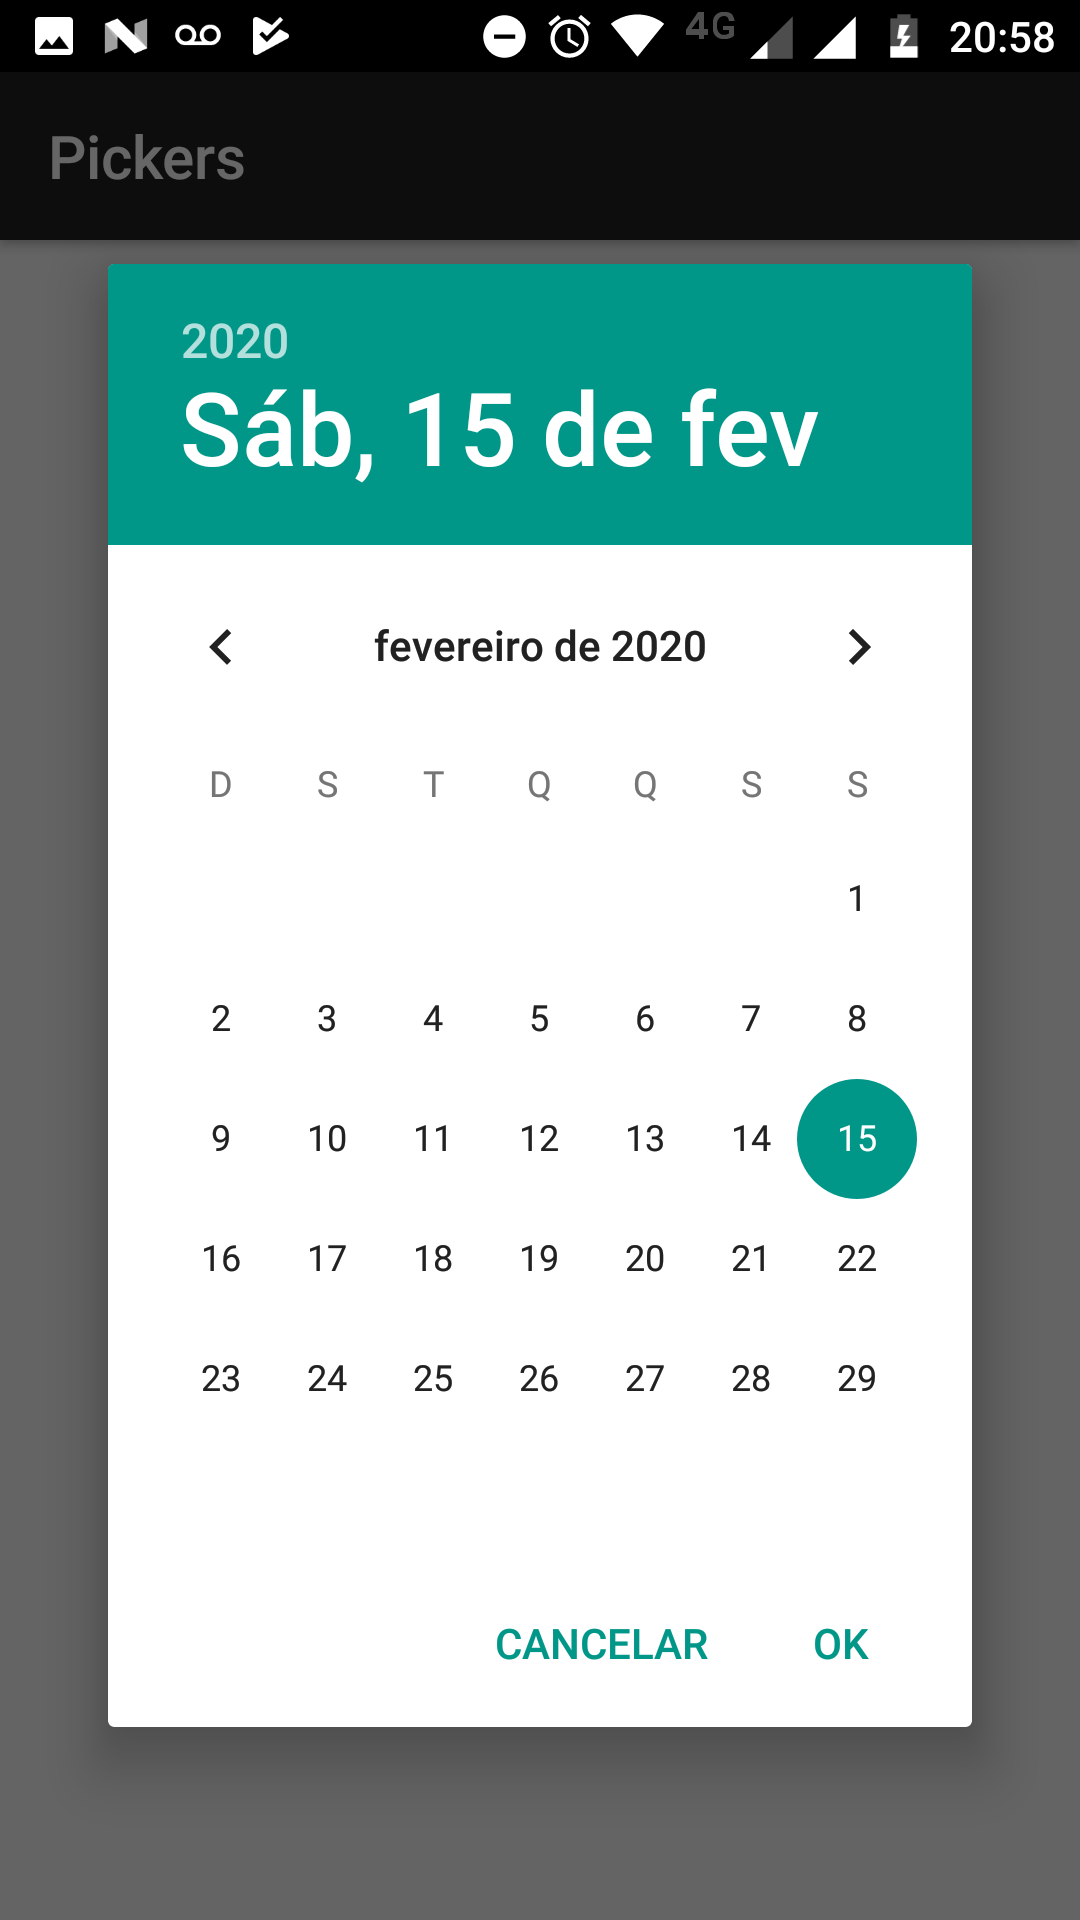 4G 20:58
Pickers
2020
Sáb, 15 de fev
fevereiro de 2020
D S T Q Q S S
1
2 3 4 5 6 7 8
9 10 11 12 13 14 15
16 17 18 19 20 21 22
23 24 25 26 27 28 29
CANCELAR OK